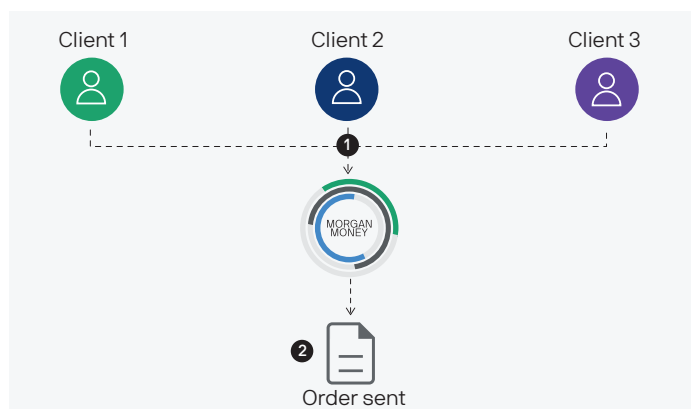 Client 1
Client 2
Client 3
1
MORGAN
MONEY
2
Order sent